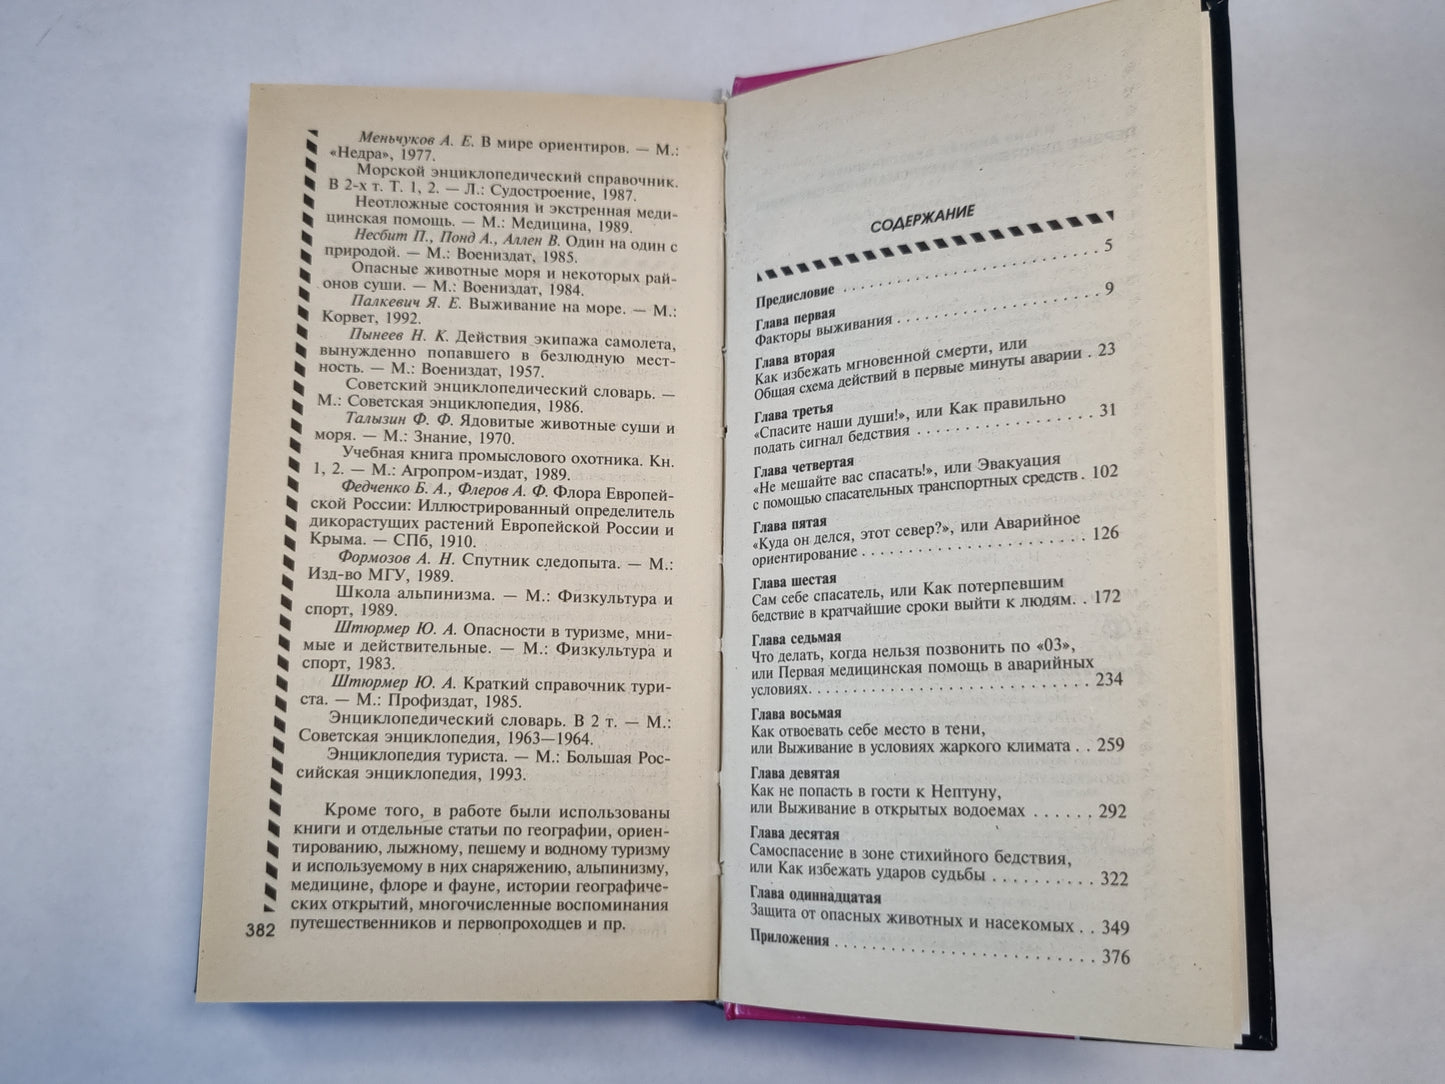 Меньчуков А. Е. В мире ориентиров. — М.:
«Недра», 1977.
Морской энциклопедический справочник.
В 2-х т. Т. 1, 2. — Л.: Судостроение, 1987.
Неотложные состояния и экстренная меди-
цинская помощь. — М.: Медицина, 1989.
Несбит П., Понд А., Аллен В. Один на один с
природой. — М.: Воениздат, 1985.
Опасные животные моря и некоторых рай-
онов суши. — М.: Воениздат, 1984.
Палкевич Я. Е. Выживание на море. — М.:
Корвет, 1992.
Пынеев Н. К. Действия экипажа самолета,
вынужденно попавшего в безлюдную мест-
ность. — М.: Воениздат, 1957.
Советский энциклопедический словарь. —
М.: Советская энциклопедия, 1986.
Талызин Ф. Ф. Ядовитые животные суши и
моря. — М.: Знание, 1970.
Учебная книга промыслового охотника. Кн.
1, 2. — М.: Агропром-издат, 1989.
Федченко Б. А., Флеров А. Ф. Флора Европей-
ской России: Иллюстрированный определитель
дикорастущих растений Европейской России и
Крыма. — СПб, 1910.
Формозов А. Н. Спутник следопыта. — М.:
Изд-во МГУ, 1989.
Школа альпинизма. — М.: Физкультура и
спорт, 1989.
Штюрмер Ю. А. Опасности в туризме, мни-
мые и действительные. — М.: Физкультура и
спорт, 1983.
Штюрмер Ю. А. Краткий справочник тури-
ста. — М.: Профиздат, 1985.
Энциклопедический словарь. В 2 т. — М.:
Советская энциклопедия, 1963—1964.
Энциклопедия туриста. — М.: Большая Рос-
сийская энциклопедия, 1993.
Кроме того, в работе были использованы
книги и отдельные статьи по географии, ориен-
тированию, лыжному, пешему и водному туризму
и используемому в них снаряжению, альпинизму,
медицине, флоре и фауне, истории географиче-
ских открытий, многочисленные воспоминания
путешественников и первопроходцев и пр.
382
СОДЕРЖАНИЕ
Предисловие . . . . . . . . . . . . . . . . . . . . . . . . . 5
Глава первая
Факторы выживания . . . . . . . . . . . . . . . . . . . . 9
Глава вторая
Как избежать мгновенной смерти, или
Общая схема действий в первые минуты аварии . 23
Глава третья
«Спасите наши души!», или Как правильно
подать сигнал бедствия . . . . . . . . . . . . . . . . . 31
Глава четвертая
«Не мешайте вас спасать!», или Эвакуация
с помощью спасательных транспортных средств . 102
Глава пятая
«Куда он делся, этот север?», или Аварийное
ориентирование . . . . . . . . . . . . . . . . . . . . . 126
Глава шестая
Сам себе спасатель, или Как потерпевшим
бедствие в кратчайшие сроки выйти к людям. . 172
Глава седьмая
Что делать, когда нельзя позвонить по «03»,
или Первая медицинская помощь в аварийных
условиях. . . . . . . . . . . . . . . . . . . . . . . . . . 234
Глава восьмая
Как отвоевать себе место в тени,
или Выживание в условиях жаркого климата . . 259
Глава девятая
Как не попасть в гости к Нептуну,
или Выживание в открытых водоемах . . . . . . 292
Глава десятая
Самоспасение в зоне стихийного бедствия,
или Как избежать ударов судьбы . . . . . . . . . . 322
Глава одиннадцатая
Защита от опасных животных и насекомых . . 349
Приложения . . . . . . . . . . . . . . . . . . . . . . . . 376